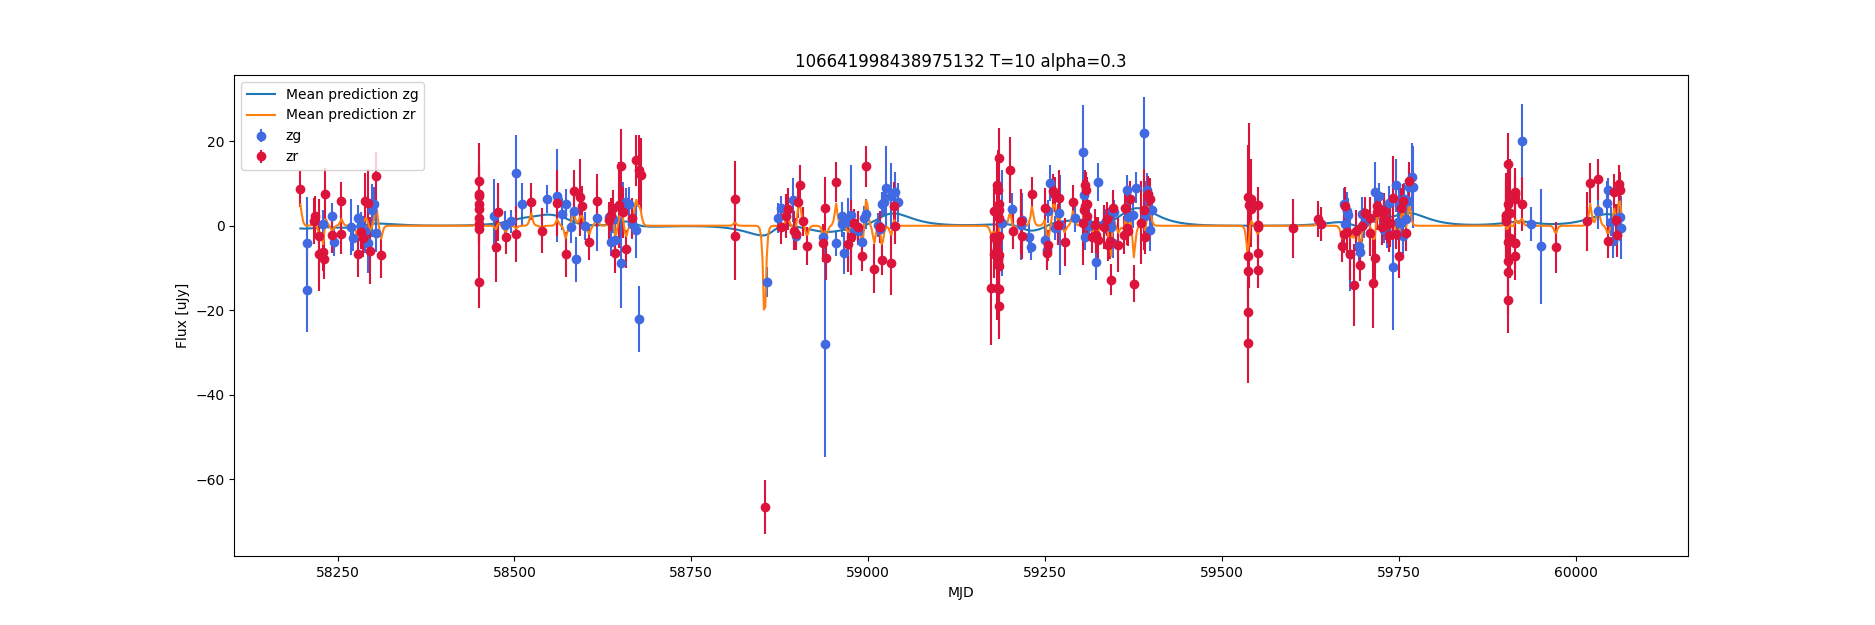 106641998438975132 T=10 alpha=0.3
Mean prediction zg
Mean prediction zr
zg
zr
Flux [uJy]
20
0
−20
−40
−60
58250 58500 58750 59000 59250 59500 59750 60000
MJD